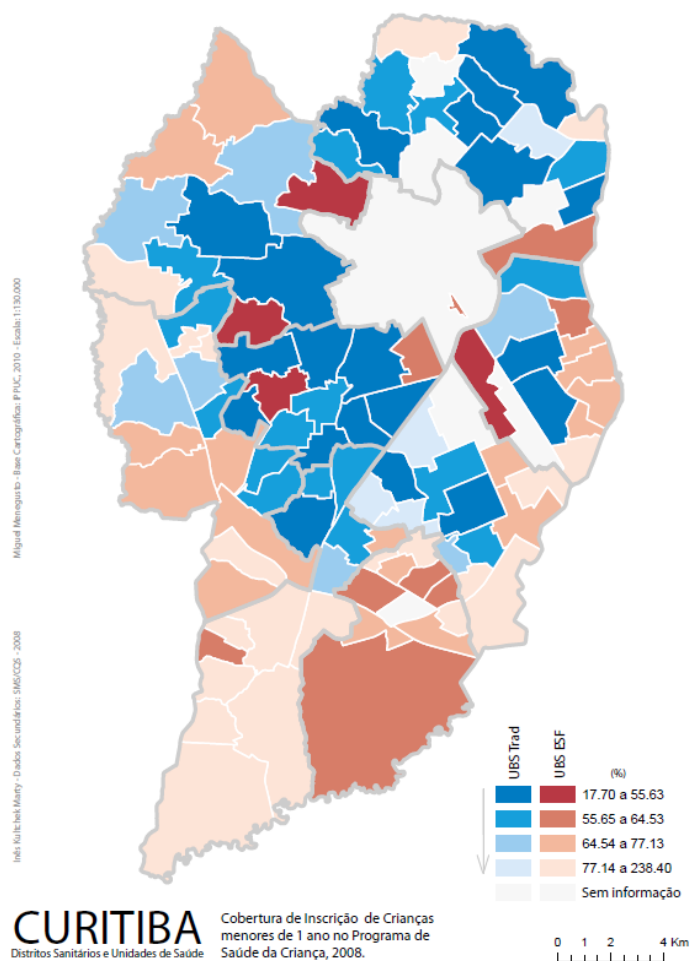 Miguel Menegusto - Base Cartográfica: IPPUC, 2010 - Escala: 1:130.000
Inês Kultchek Marty - Dados Secundários: SMS/CQS - 2008
UBS Trad
UBS ESF
(%)
17.70 a 55.63
55.65 a 64.53
64.54 a 77.13
77.14 a 238.40
Sem informação
CURITIBA
Distritos Sanitários e Unidades de Saúde
Cobertura de Inscrição de Crianças
menores de 1 ano no Programa de
Saúde da Criança, 2008.
0 1 2 4 Km